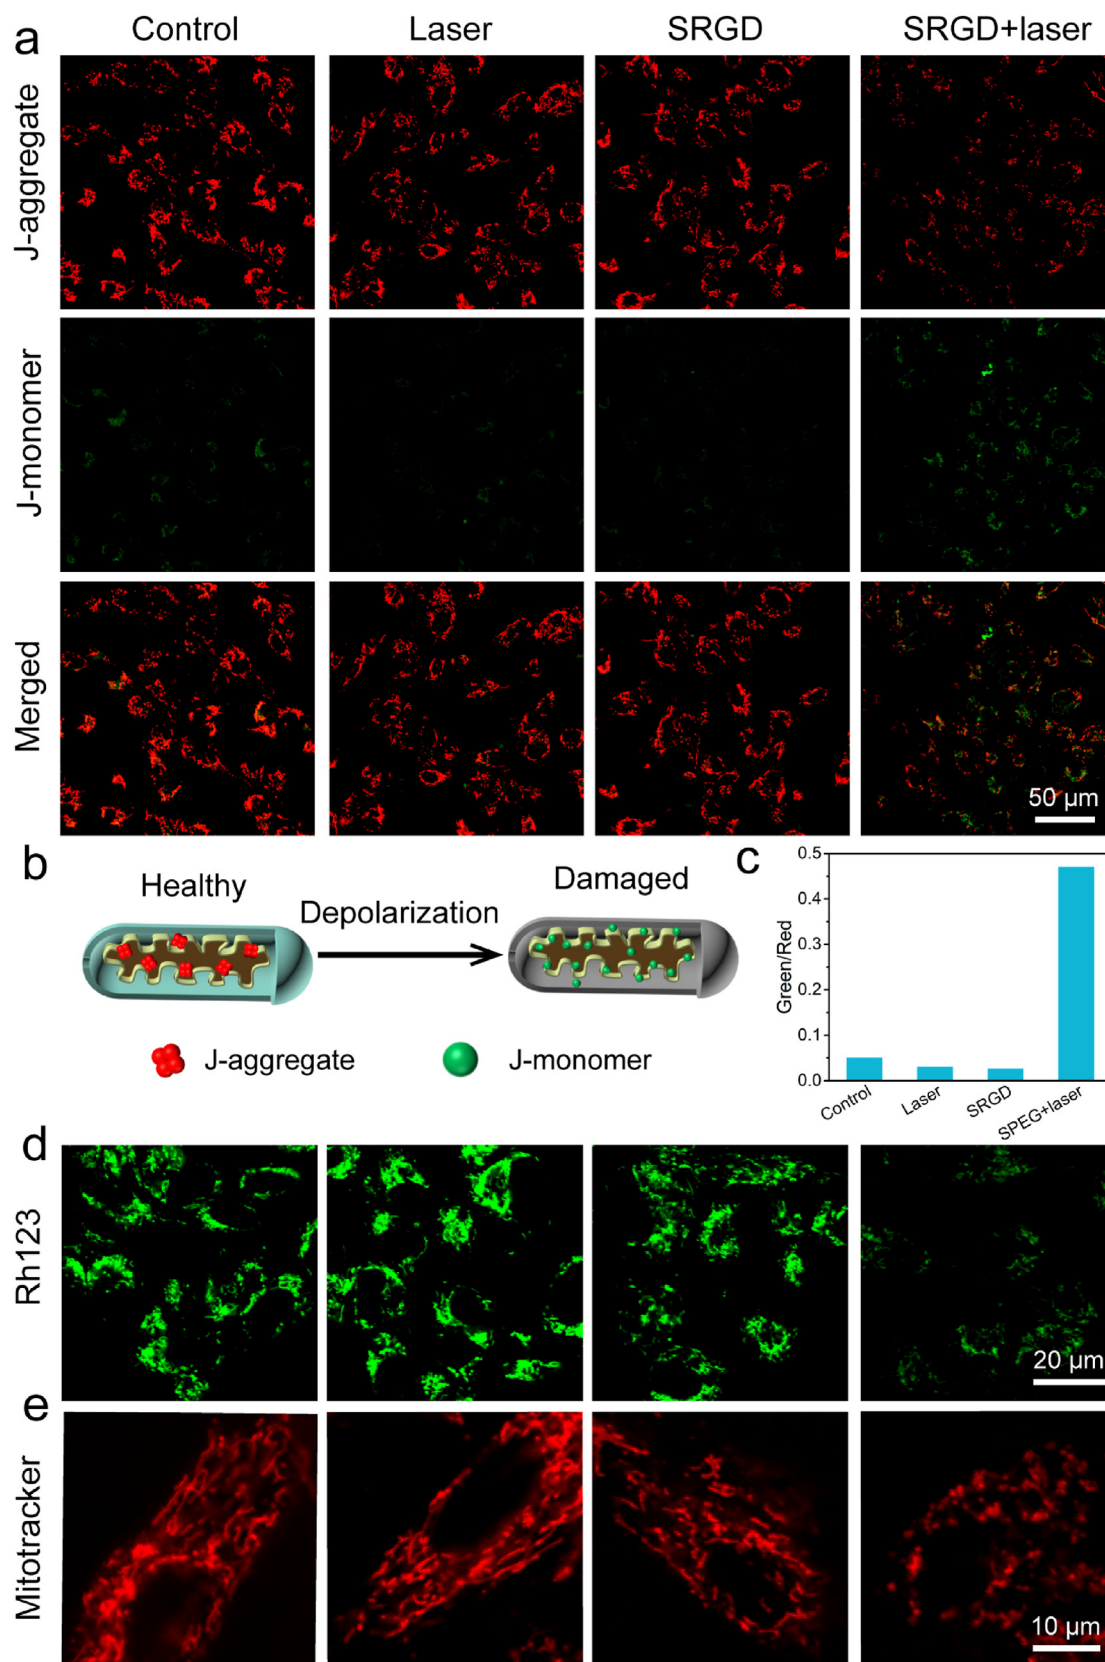 a
Control
Laser
SRGD
SRGD+laser
J-aggregate
J-monomer
Merged
50 μm
b
Healthy
Depolarization
Damaged
J-aggregate
J-monomer
c
Green/Red
0.5
0.4
0.3
0.2
0.1
0.0
Control
Laser
SRGD
SPEG+laser
d
Rh123
20 μm
e
Mitotracker
10 μm